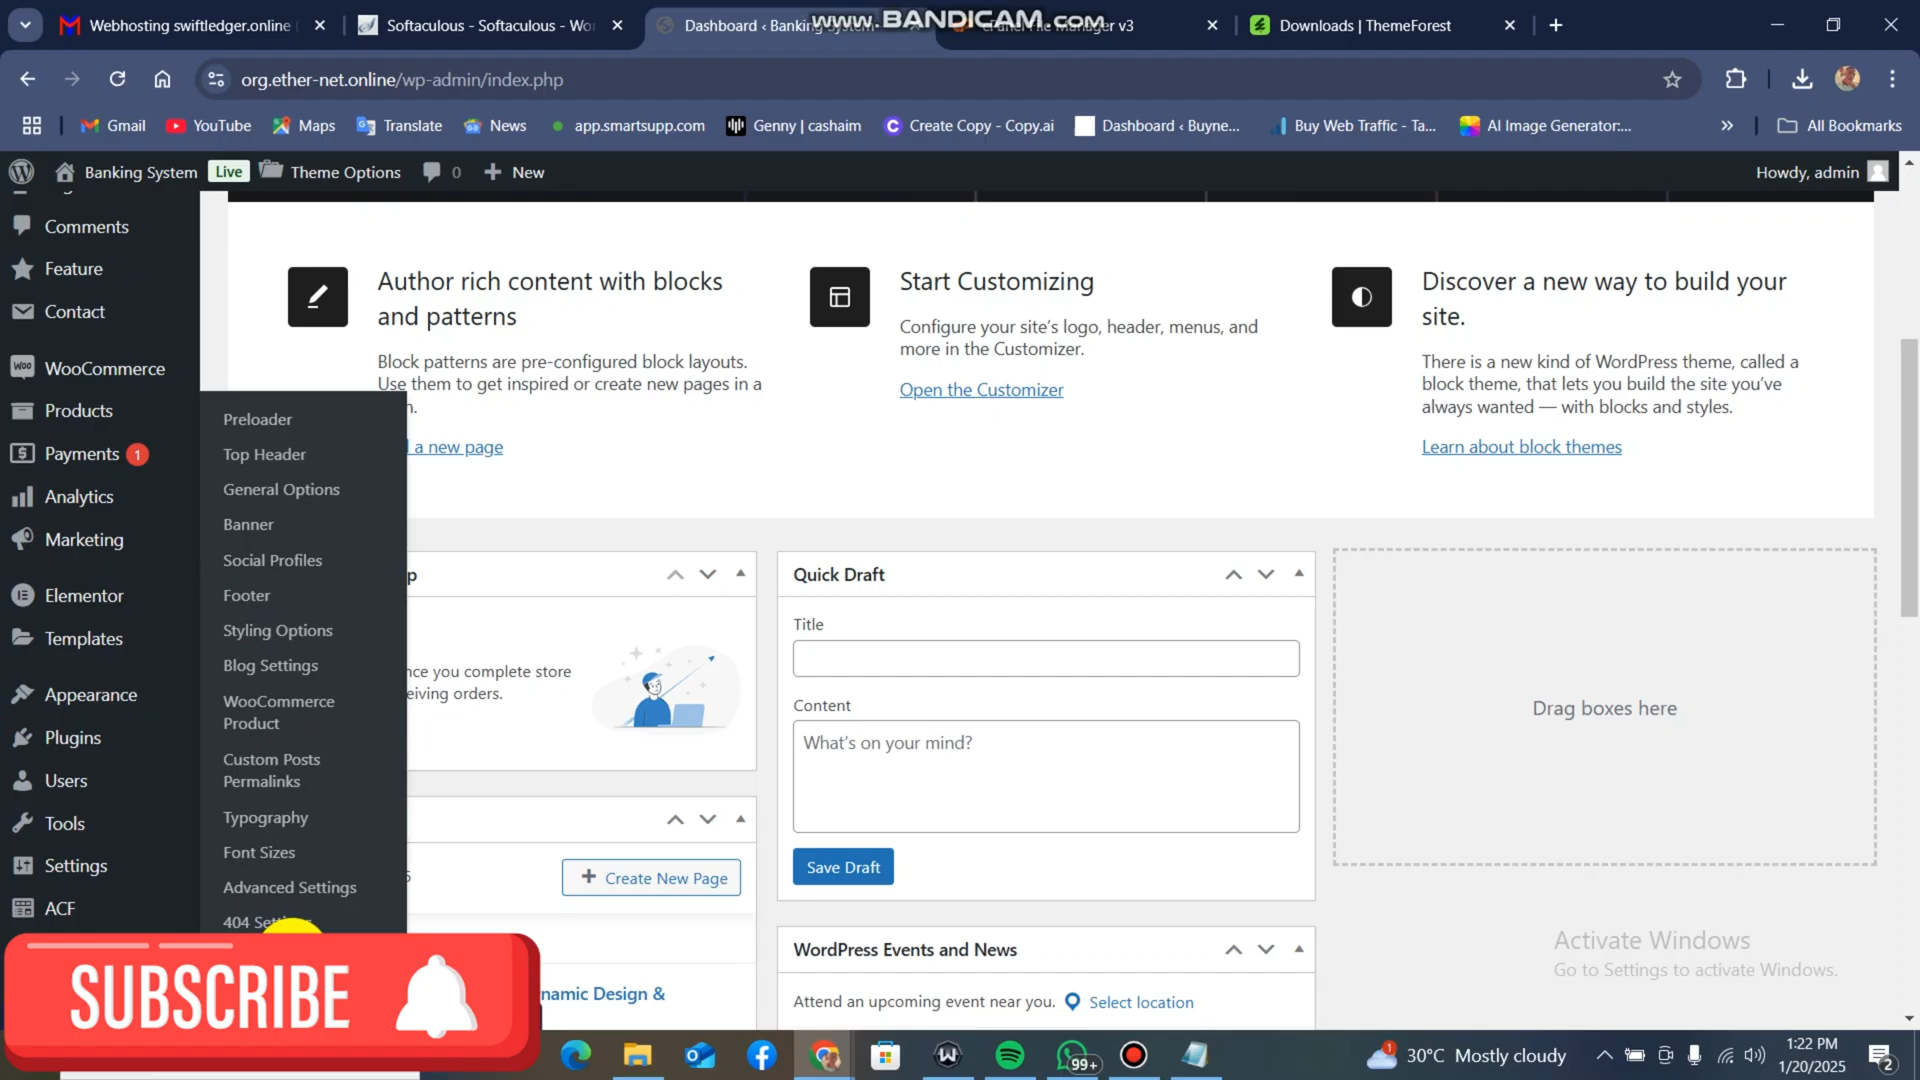 Webhosting swiftledger.online
Softaculous - Softaculous - Wo
Dashboard ‹ Banking System
cPanel File Manager v3
Downloads | ThemeForest
www.BANDICAM.com
org.ether-net.online/wp-admin/index.php
Gmail
YouTube
Maps
Translate
News
app.smartsupp.com
Genny | cashaim
Create Copy - Copy.ai
Dashboard ‹ Buyne...
Buy Web Traffic - Ta...
AI Image Generator:...
All Bookmarks
Banking System
Live
Theme Options
0
New
Howdy, admin
Comments
Feature
Contact
WooCommerce
Products
Payments 1
Analytics
Marketing
Elementor
Templates
Appearance
Plugins
Users
Tools
Settings
ACF
Preloader
Top Header
General Options
Banner
Social Profiles
Footer
Styling Options
Blog Settings
WooCommerce
Product
Custom Posts
Permalinks
Typography
Font Sizes
Advanced Settings
404
Author rich content with blocks
and patterns
Block patterns are pre-configured block layouts.
Use them to get inspired or create new pages in a
a new page
Start Customizing
Configure your site's logo, header, menus, and
more in the Customizer.
Open the Customizer
Discover a new way to build your
site.
There is a new kind of WordPress theme, called a
block theme, that lets you build the site you've
always wanted — with blocks and styles.
Learn about block themes
you complete store
orders.
Create New Page
Design &
Quick Draft
Title
Content
What's on your mind?
Save Draft
WordPress Events and News
Attend an upcoming event near you.
Select location
Drag boxes here
Activate Windows
Go to Settings to activate Windows.
SUBSCRIBE
99+
1
30°C Mostly cloudy
1:22 PM
1/20/2025
2